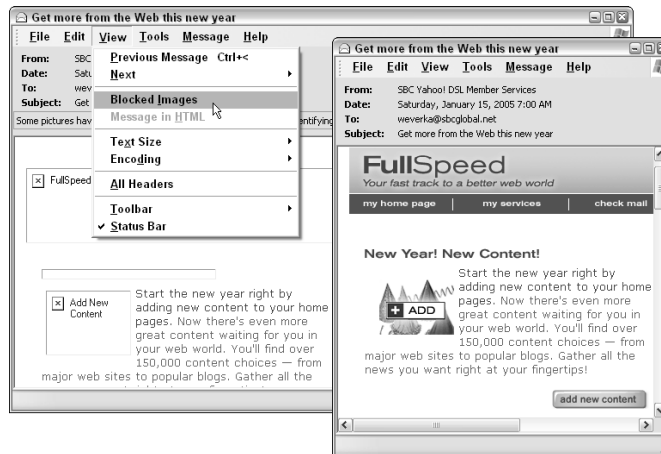 Get more from the Web this new year
File Edit View Tools Message Help
From: SBC
Date: Satu
To: wev
Subject: Get
Some pictures hav
entifying
Previous Message Ctrl+<
Next
Blocked Images
Message in HTML
Text Size
Encoding
All Headers
Toolbar
Status Bar
FullSpeed
Add New
Content
Start the new year right by
adding new content to your home
pages. Now there's even more
great content waiting for you in
your web world. You'll find over
150,000 content choices — from
major web sites to popular blogs. Gather all the
Get more from the Web this new year
File Edit View Tools Message Help
From: SBC Yahoo! DSL Member Services
Date: Saturday, January 15, 2005 7:00 AM
To: weverka@sbcglobal.net
Subject: Get more from the Web this new year
FullSpeed
Your fast track to a better web world
my home page my services check mail
New Year! New Content!
Start the new year right by
adding new content to your home
pages. Now there's even more
great content waiting for you in
your web world. You'll find over
150,000 content choices — from
major web sites to popular blogs. Gather all the
news you want right at your fingertips!
ADD
add new content